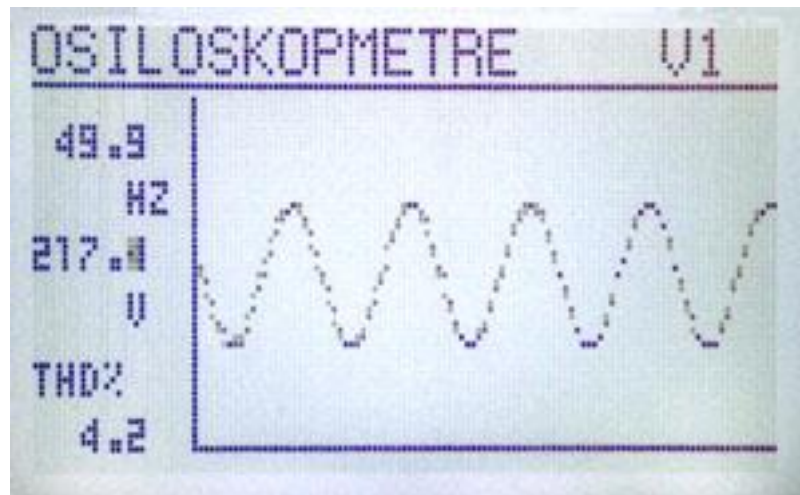 OSILOSKOPMETRE V1
49.9
HZ
V
THD%
4.2